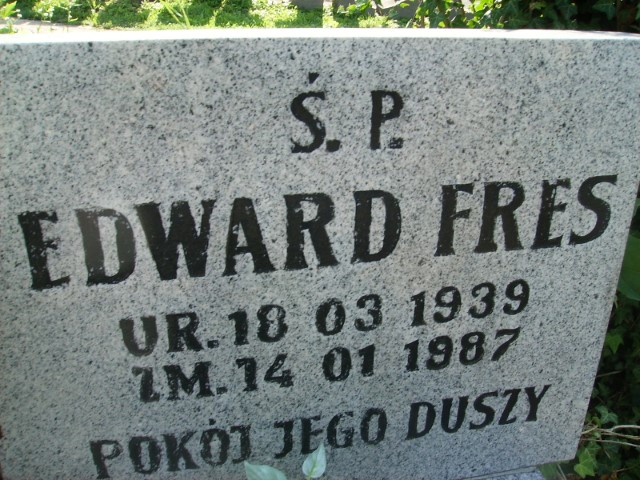 Ś. P.
EDWARD FRES
UR. 18 03 1939
ZM. 14 01 1987
POKÓJ JEGO DUSZY